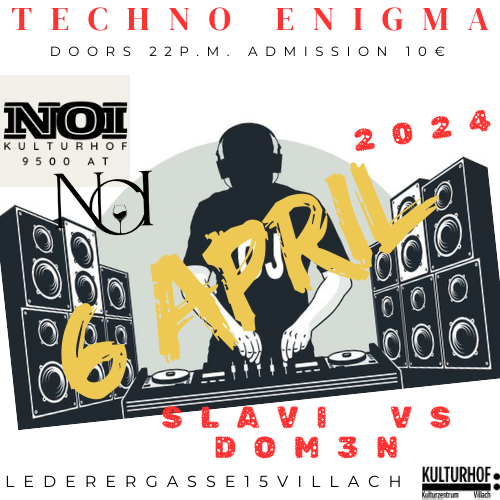 TECHNO ENIGMA
DOORS 22P.M. ADMISSION 10€
NOI
KULTURHOF
9500 AT
NOI
2024
6 APRIL
DJ
SLAVI VS
DOM3N
LEDERERGASSE15VILLACH
KULTURHOF:
Kulturzentrum Villach